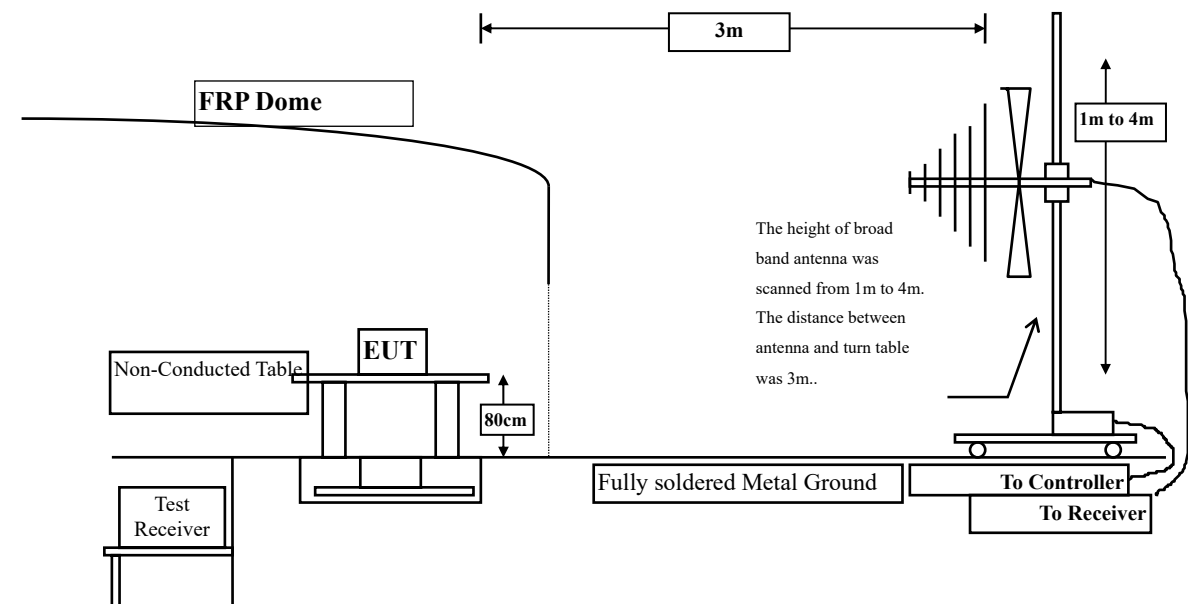 3m
FRP Dome
1m to 4m
The height of broad
band antenna was
scanned from 1m to 4m.
The distance between
antenna and turn table
was 3m..
EUT
Non-Conducted Table
80cm
Fully soldered Metal Ground
To Controller
To Receiver
Test
Receiver